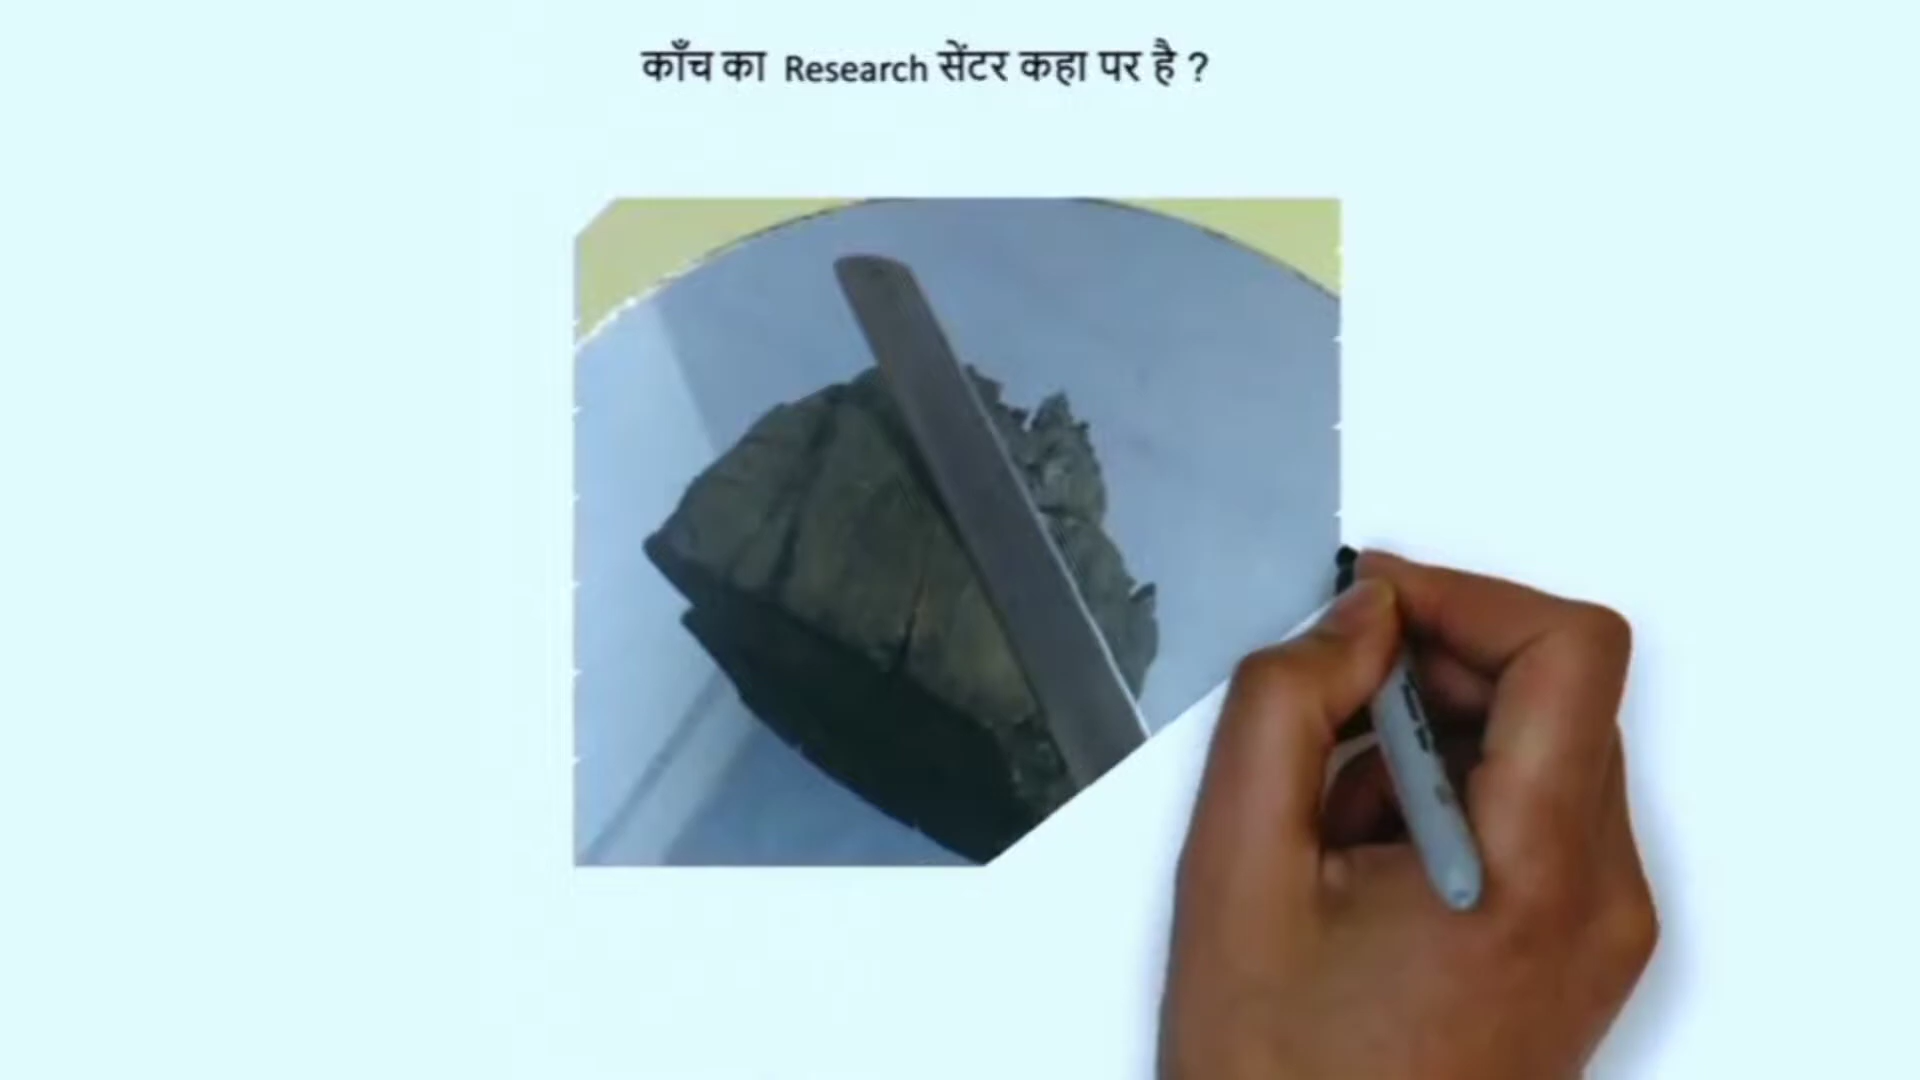 काँच का Research सेंटर कहा पर है ?